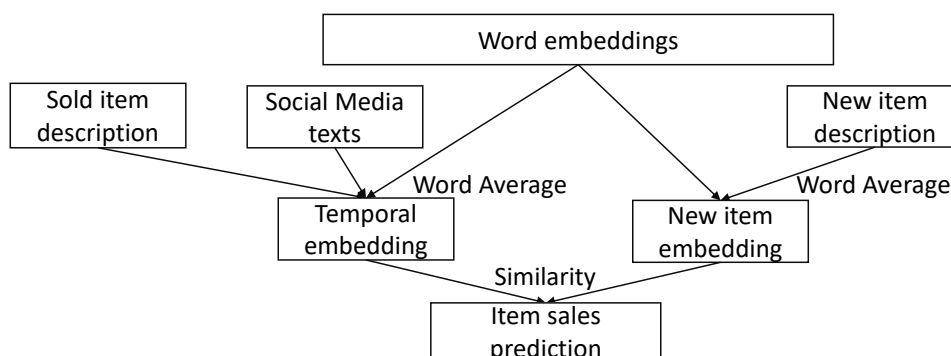 Word embeddings
Sold item
description
Social Media
texts
New item
description
Word Average
Word Average
Temporal
embedding
New item
embedding
Similarity
Item sales
prediction